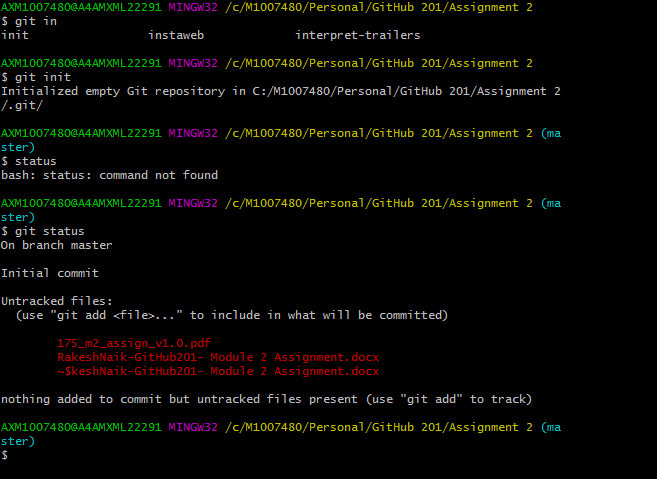 AXM1007480@A4AMXML22291 MINGW32 /c/M1007480/Personal/GitHub 201/Assignment 2
$ git in
init                 instaweb             interpret-trailers
AXM1007480@A4AMXML22291 MINGW32 /c/M1007480/Personal/GitHub 201/Assignment 2
$ git init
Initialized empty Git repository in C:/M1007480/Personal/GitHub 201/Assignment 2
/.git/
AXM1007480@A4AMXML22291 MINGW32 /c/M1007480/Personal/GitHub 201/Assignment 2 (ma
ster)
$ status
bash: status: command not found
AXM1007480@A4AMXML22291 MINGW32 /c/M1007480/Personal/GitHub 201/Assignment 2 (ma
ster)
$ git status
On branch master
Initial commit
Untracked files:
  (use "git add <file>..." to include in what will be committed)
        175_m2_assign_v1.0.pdf
        RakeshNaik-GitHub201- Module 2 Assignment.docx
        ~$keshNaik-GitHub201- Module 2 Assignment.docx
nothing added to commit but untracked files present (use "git add" to track)
AXM1007480@A4AMXML22291 MINGW32 /c/M1007480/Personal/GitHub 201/Assignment 2 (ma
ster)
$